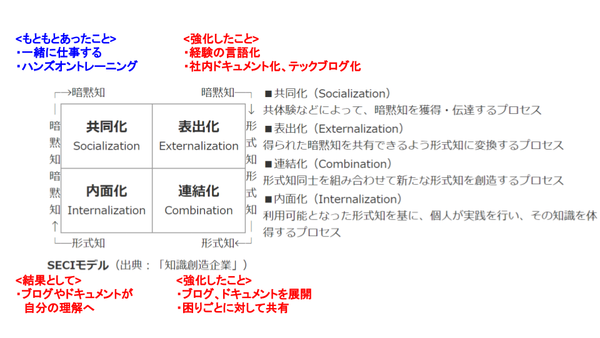 <もともとあったこと>
・一緒に仕事する
・ハンズオントレーニング
<強化したこと>
・経験の言語化
・社内ドキュメント化、テックブログ化
→暗黙知
暗黙知
暗黙知
共同化
Socialization
表出化
Externalization
↓形式知
暗黙知↑
内面化
Internalization
連結化
Combination
形式知
形式知
形式知←
SECIモデル（出典：「知識創造企業」）
■共同化（Socialization）
共体験などによって、暗黙知を獲得・伝達するプロセス
■表出化（Externalization）
得られた暗黙知を共有できるよう形式知に変換するプロセス
■連結化（Combination）
形式知同士を組み合わせて新たな形式知を創造するプロセス
■内面化（Internalization）
利用可能となった形式知を基に、個人が実践を行い、その知識を体
得するプロセス
<結果として>
・ブログやドキュメントが
自分の理解へ
<強化したこと>
・ブログ、ドキュメントを展開
・困りごとに対して共有